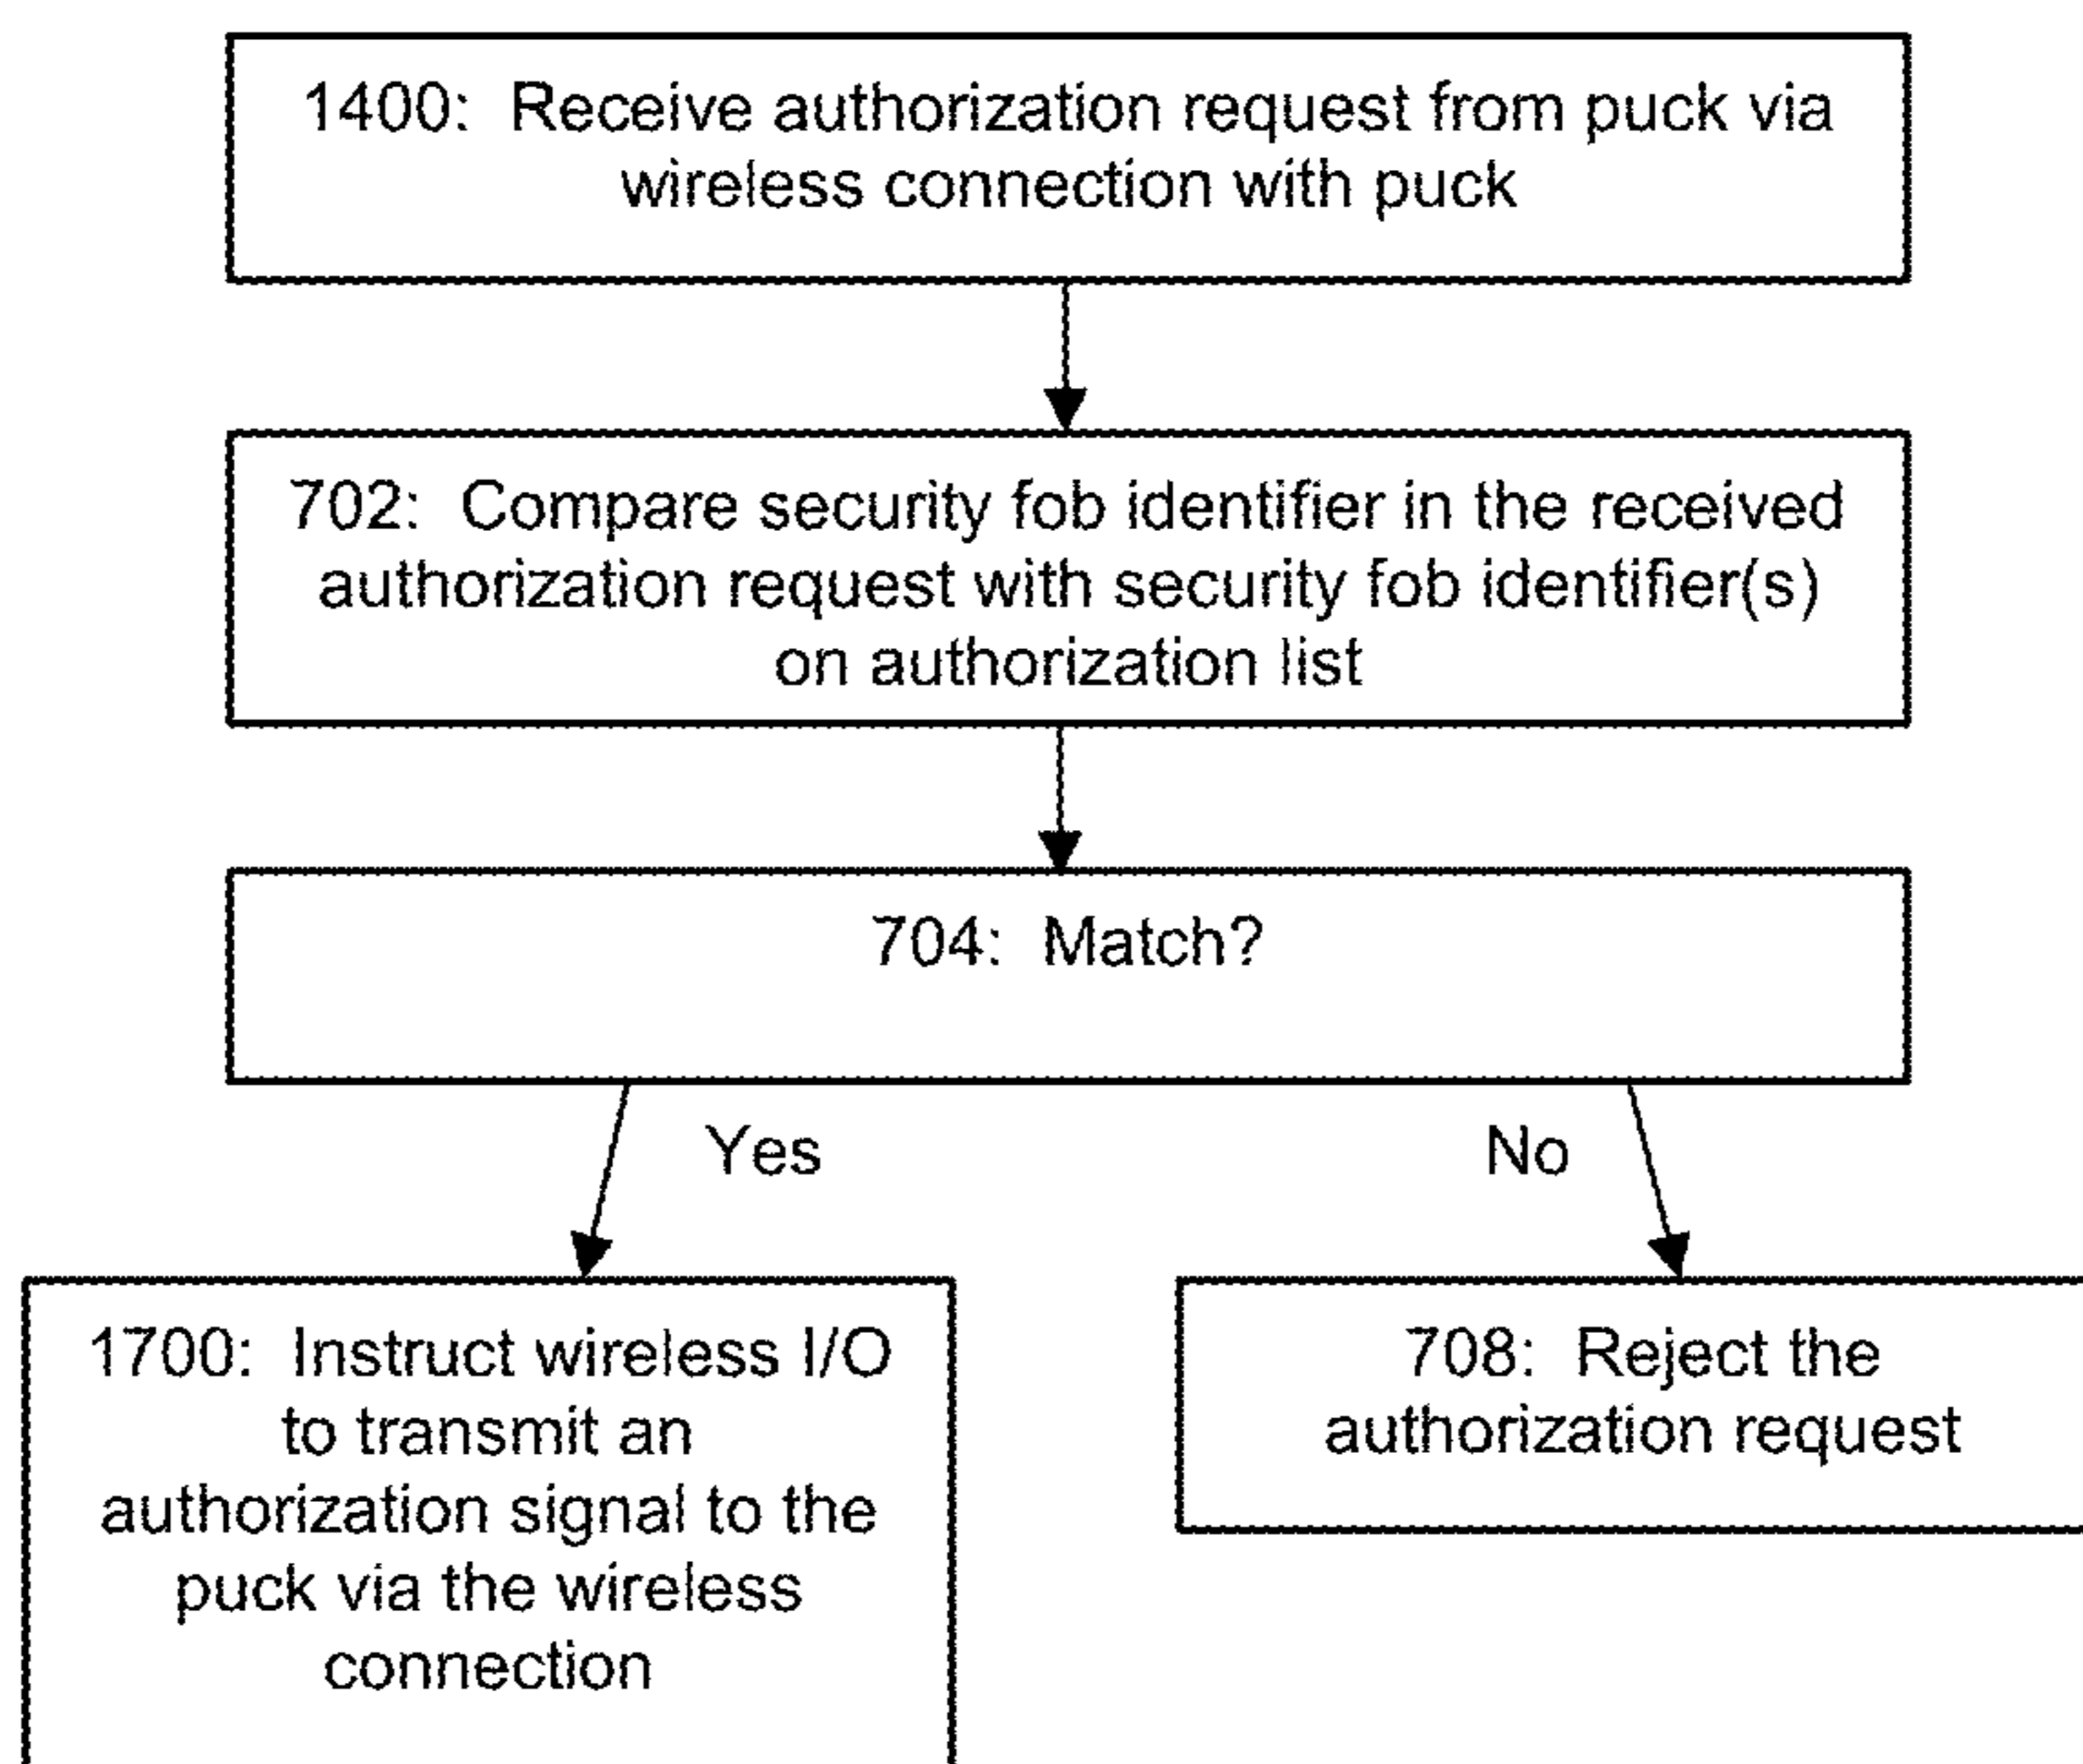 1400: Receive authorization request from puck via
wireless connection with puck
702: Compare security fob identifier in the received
authorization request with security fob identifier(s)
on authorization list
704: Match?
Yes
No
1700: Instruct wireless I/O
to transmit an
authorization signal to the
puck via the wireless
connection
708: Reject the
authorization request